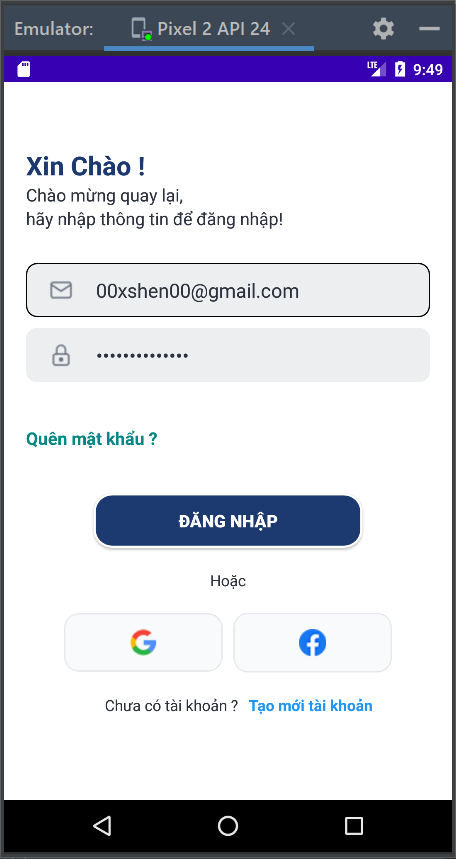 Emulator:
Pixel 2 API 24
LTE
9:49
Xin Chào !
Chào mừng quay lại,
hãy nhập thông tin để đăng nhập!
00xshen00@gmail.com
••••••••••••••
Quên mật khẩu ?
ĐĂNG NHẬP
Hoặc
Chưa có tài khoản ? Tạo mới tài khoản